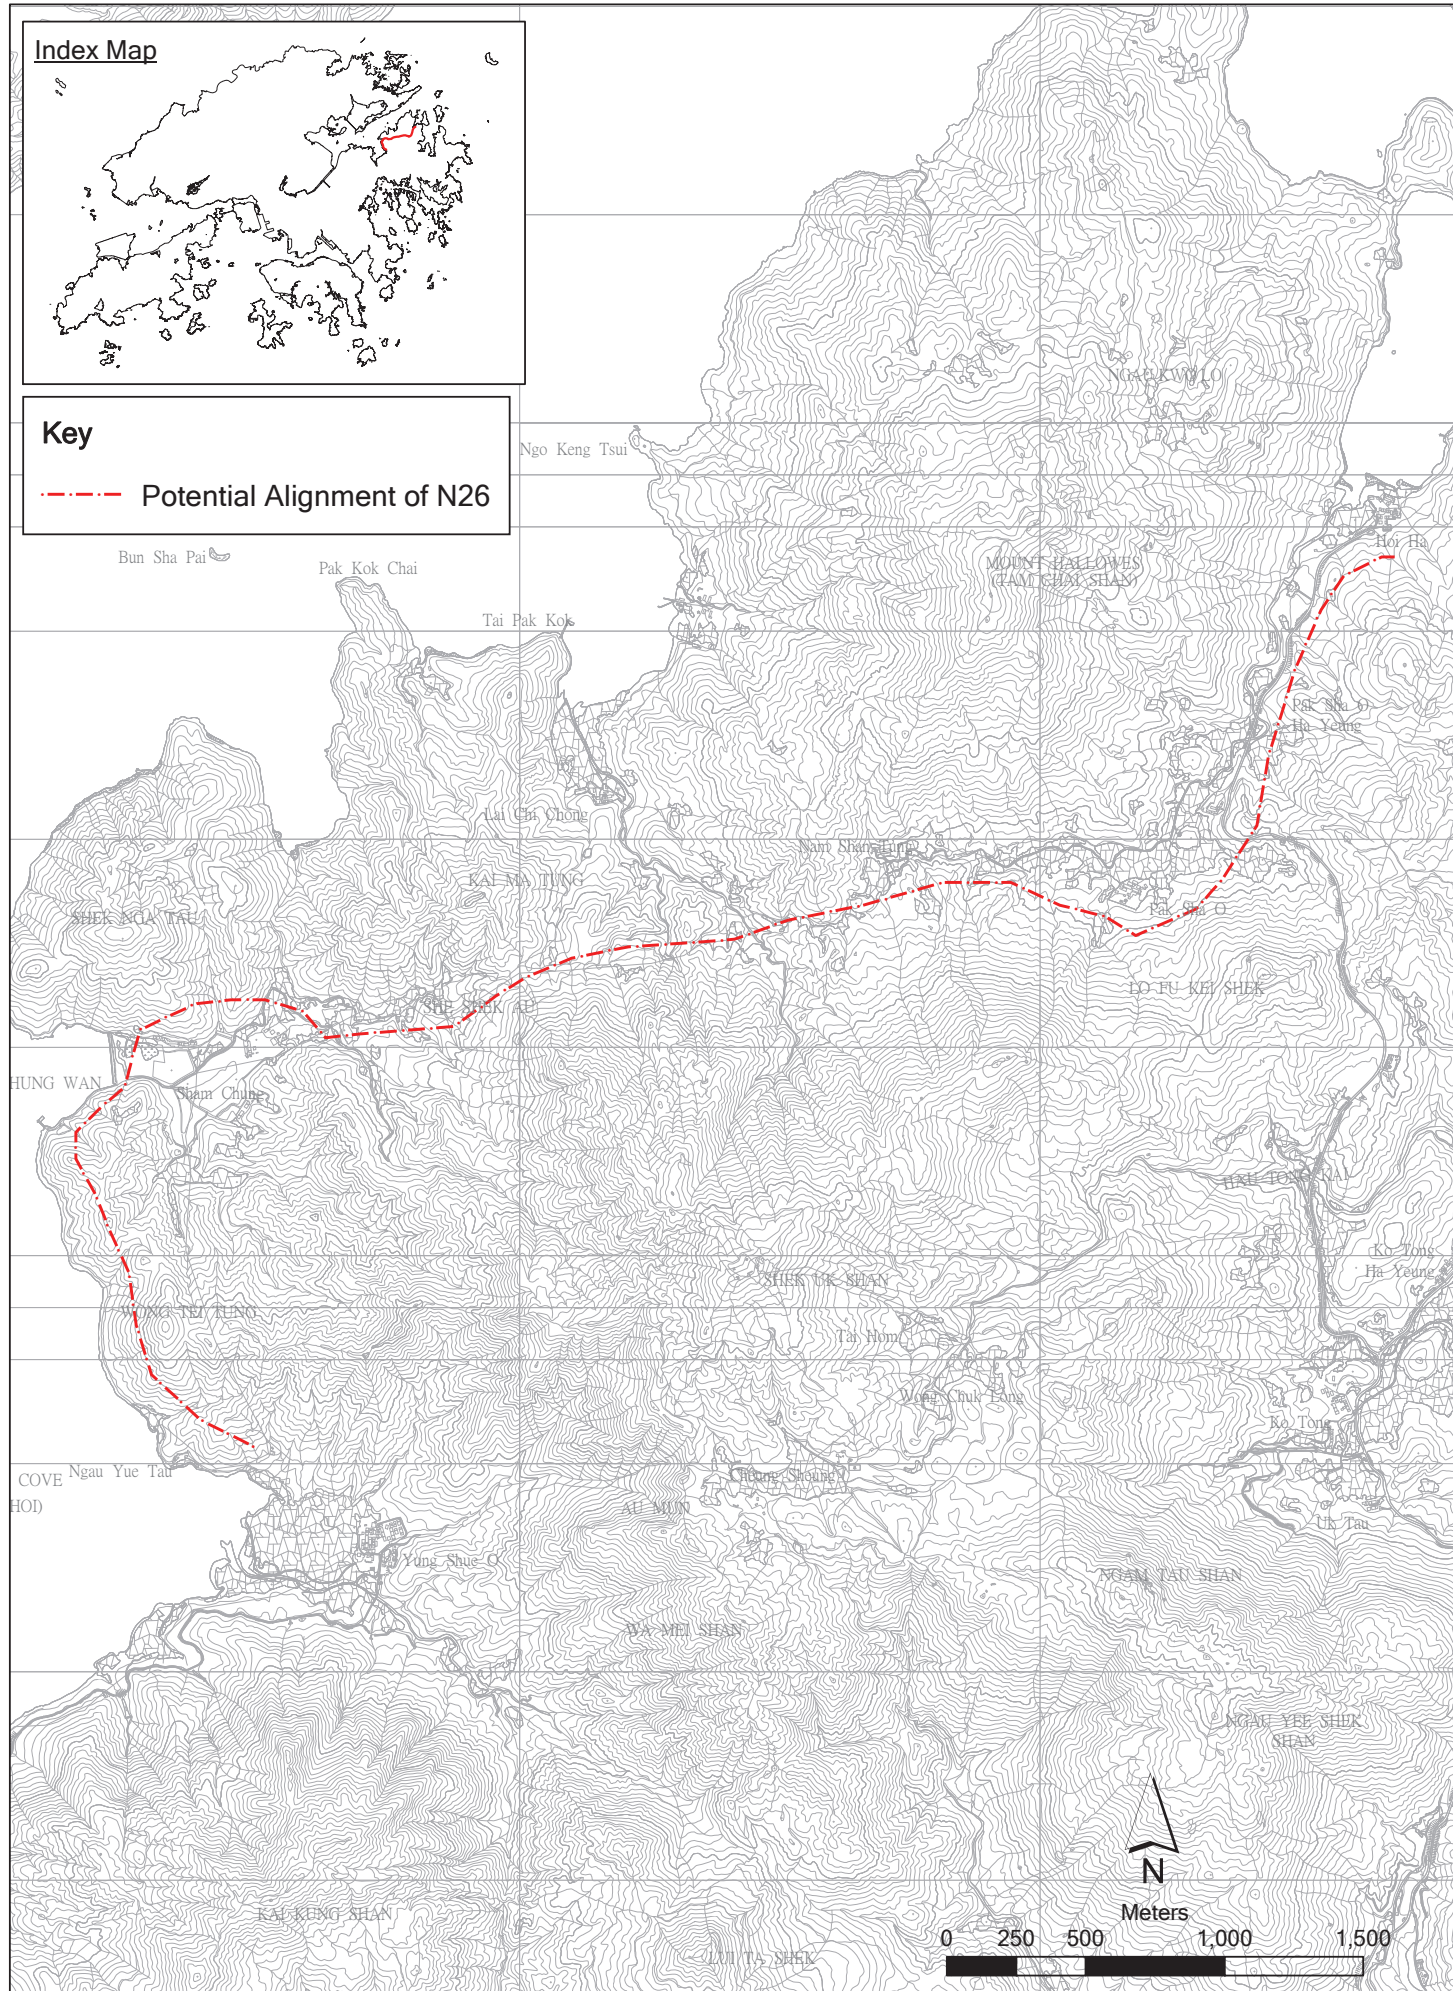 Index Map
Key
Potential Alignment of N26
NGAU KWO LO
Ngo Keng Tsui
Hoi Ha
Bun Sha Pai
Pak Kok Chai
MOUNT HALLOWES
(TAM CHAI SHAN)
Tai Pak Kok
Pak Sha O
Ha Yeung
Lai Chi Chong
Nam Shan Tung
KAI MA TUNG
SHEK NGA TAU
Pak Sha O
LO FU KEI SHEK
SHE SHEK AU
HUNG WAN
Sham Chung
Ko Tong
Ha Yeung
SHEK UK SHAN
WONG TEI TUNG
Tai Hom
Wong Chuk Long
Ko Tong
COVE
Ngau Yue Tau
Cheung Sheung
HOI)
AU MUN
Uk Tau
Yung Shue O
NGAM TAU SHAN
WA MEI SHAN
NGAU YEE SHEK
SHAN
N
KAI KUNG SHAN
Meters
0 250 500 1,000 1,500
LUI TA SHEK